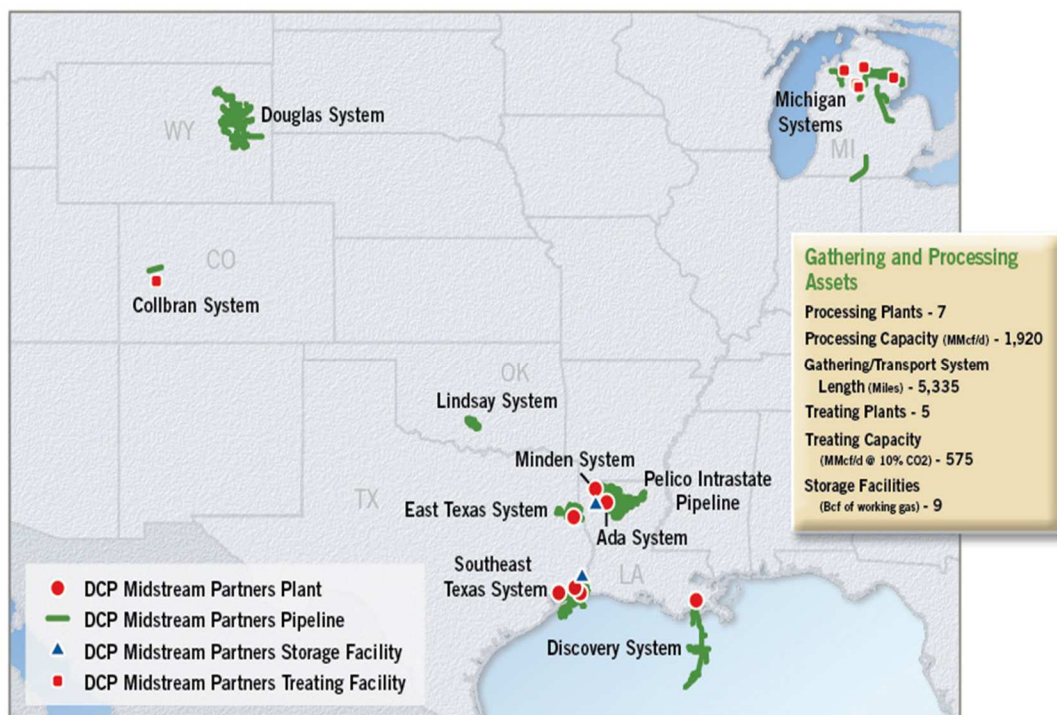 Douglas System
WY
Michigan
Systems
MI
CO
Collbran System
Gathering and Processing
Assets
Processing Plants - 7
Processing Capacity (MMcf/d) - 1,920
Gathering/Transport System
Length (Miles) - 5,335
Treating Plants - 5
Treating Capacity
(MMcf/d @ 10% CO2) - 575
Storage Facilities
(Bcf of working gas) - 9
OK
Lindsay System
Minden System
Pelico Intrastate
Pipeline
TX
East Texas System
Ada System
Southeast
Texas System
LA
Discovery System
DCP Midstream Partners Plant
DCP Midstream Partners Pipeline
DCP Midstream Partners Storage Facility
DCP Midstream Partners Treating Facility